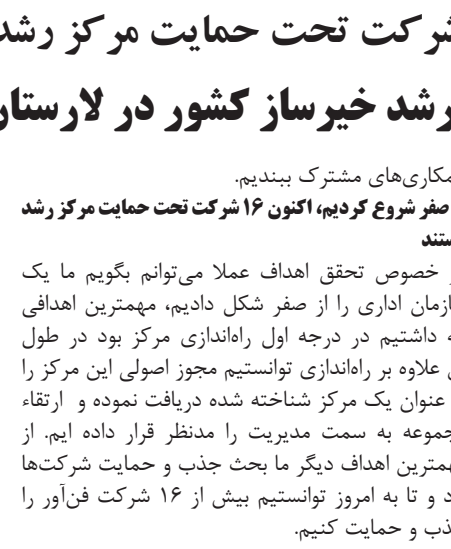 شرکت تحت حمایت مرکز رشد
رشد خیرساز کشور در لارستان
مکاری‌های مشترک ببندیم.
صفر شروع کردیم، اکنون ۱۶ شرکت تحت حمایت مرکز رشد
ستند
خصوص تحقق اهداف عملا می‌توانم بگویم ما یک
ازمان اداری را از صفر شکل دادیم، مهمترین اهدافی
ه داشتیم در درجه اول راه‌اندازی مرکز بود در طول
علاوه بر راه‌اندازی توانستیم مجوز اصولی این مرکز را
عنوان یک مرکز شناخته شده دریافت نموده و ارتقاء
جموعه به سمت مدیریت را مدنظر قرار داده ایم. از
همترین اهداف دیگر ما بحث جذب و حمایت شرکت‌ها
د و تا به امروز توانستیم بیش از ۱۶ شرکت فن‌آور را
ذب و حمایت کنیم.